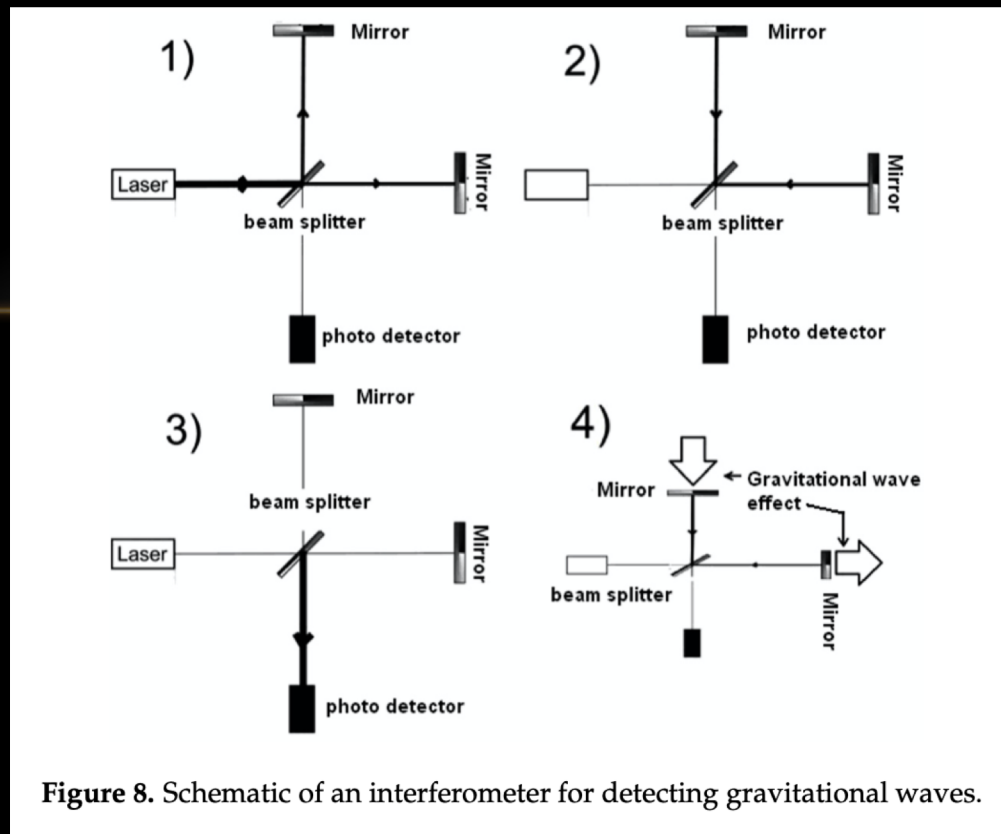 1)
Mirror
Laser
Mirror
beam splitter
photo detector
2)
Mirror
Mirror
beam splitter
photo detector
3)
Mirror
beam splitter
Laser
Mirror
photo detector
4)
Mirror
Gravitational wave
effect
beam splitter
Mirror
Figure 8. Schematic of an interferometer for detecting gravitational waves.